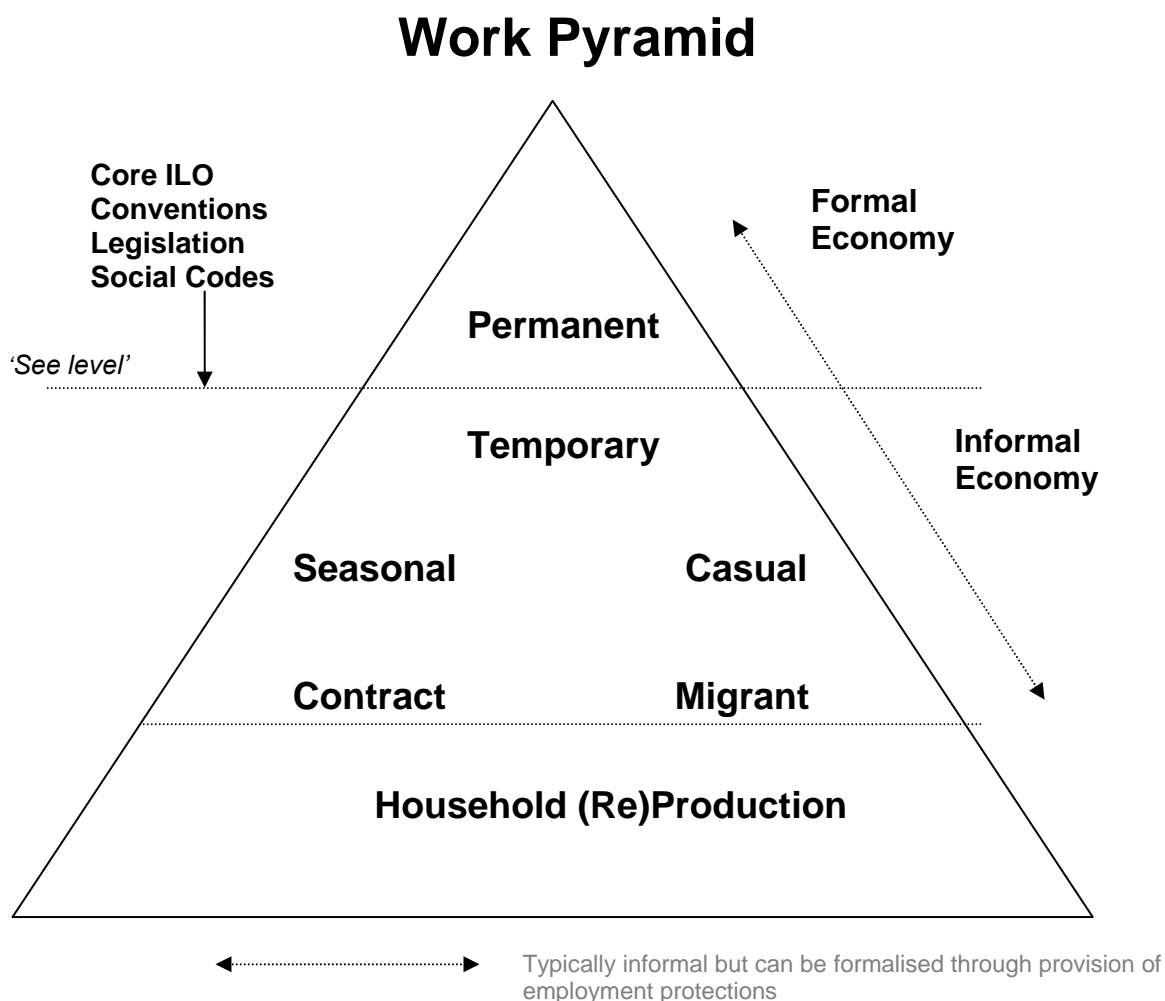 Work Pyramid
Core ILO
Conventions
Legislation
Social Codes
Formal
Economy
Permanent
‘See level’
Temporary
Informal
Economy
Seasonal
Casual
Contract
Migrant
Household (Re)Production
Typically informal but can be formalised through provision of
employment protections